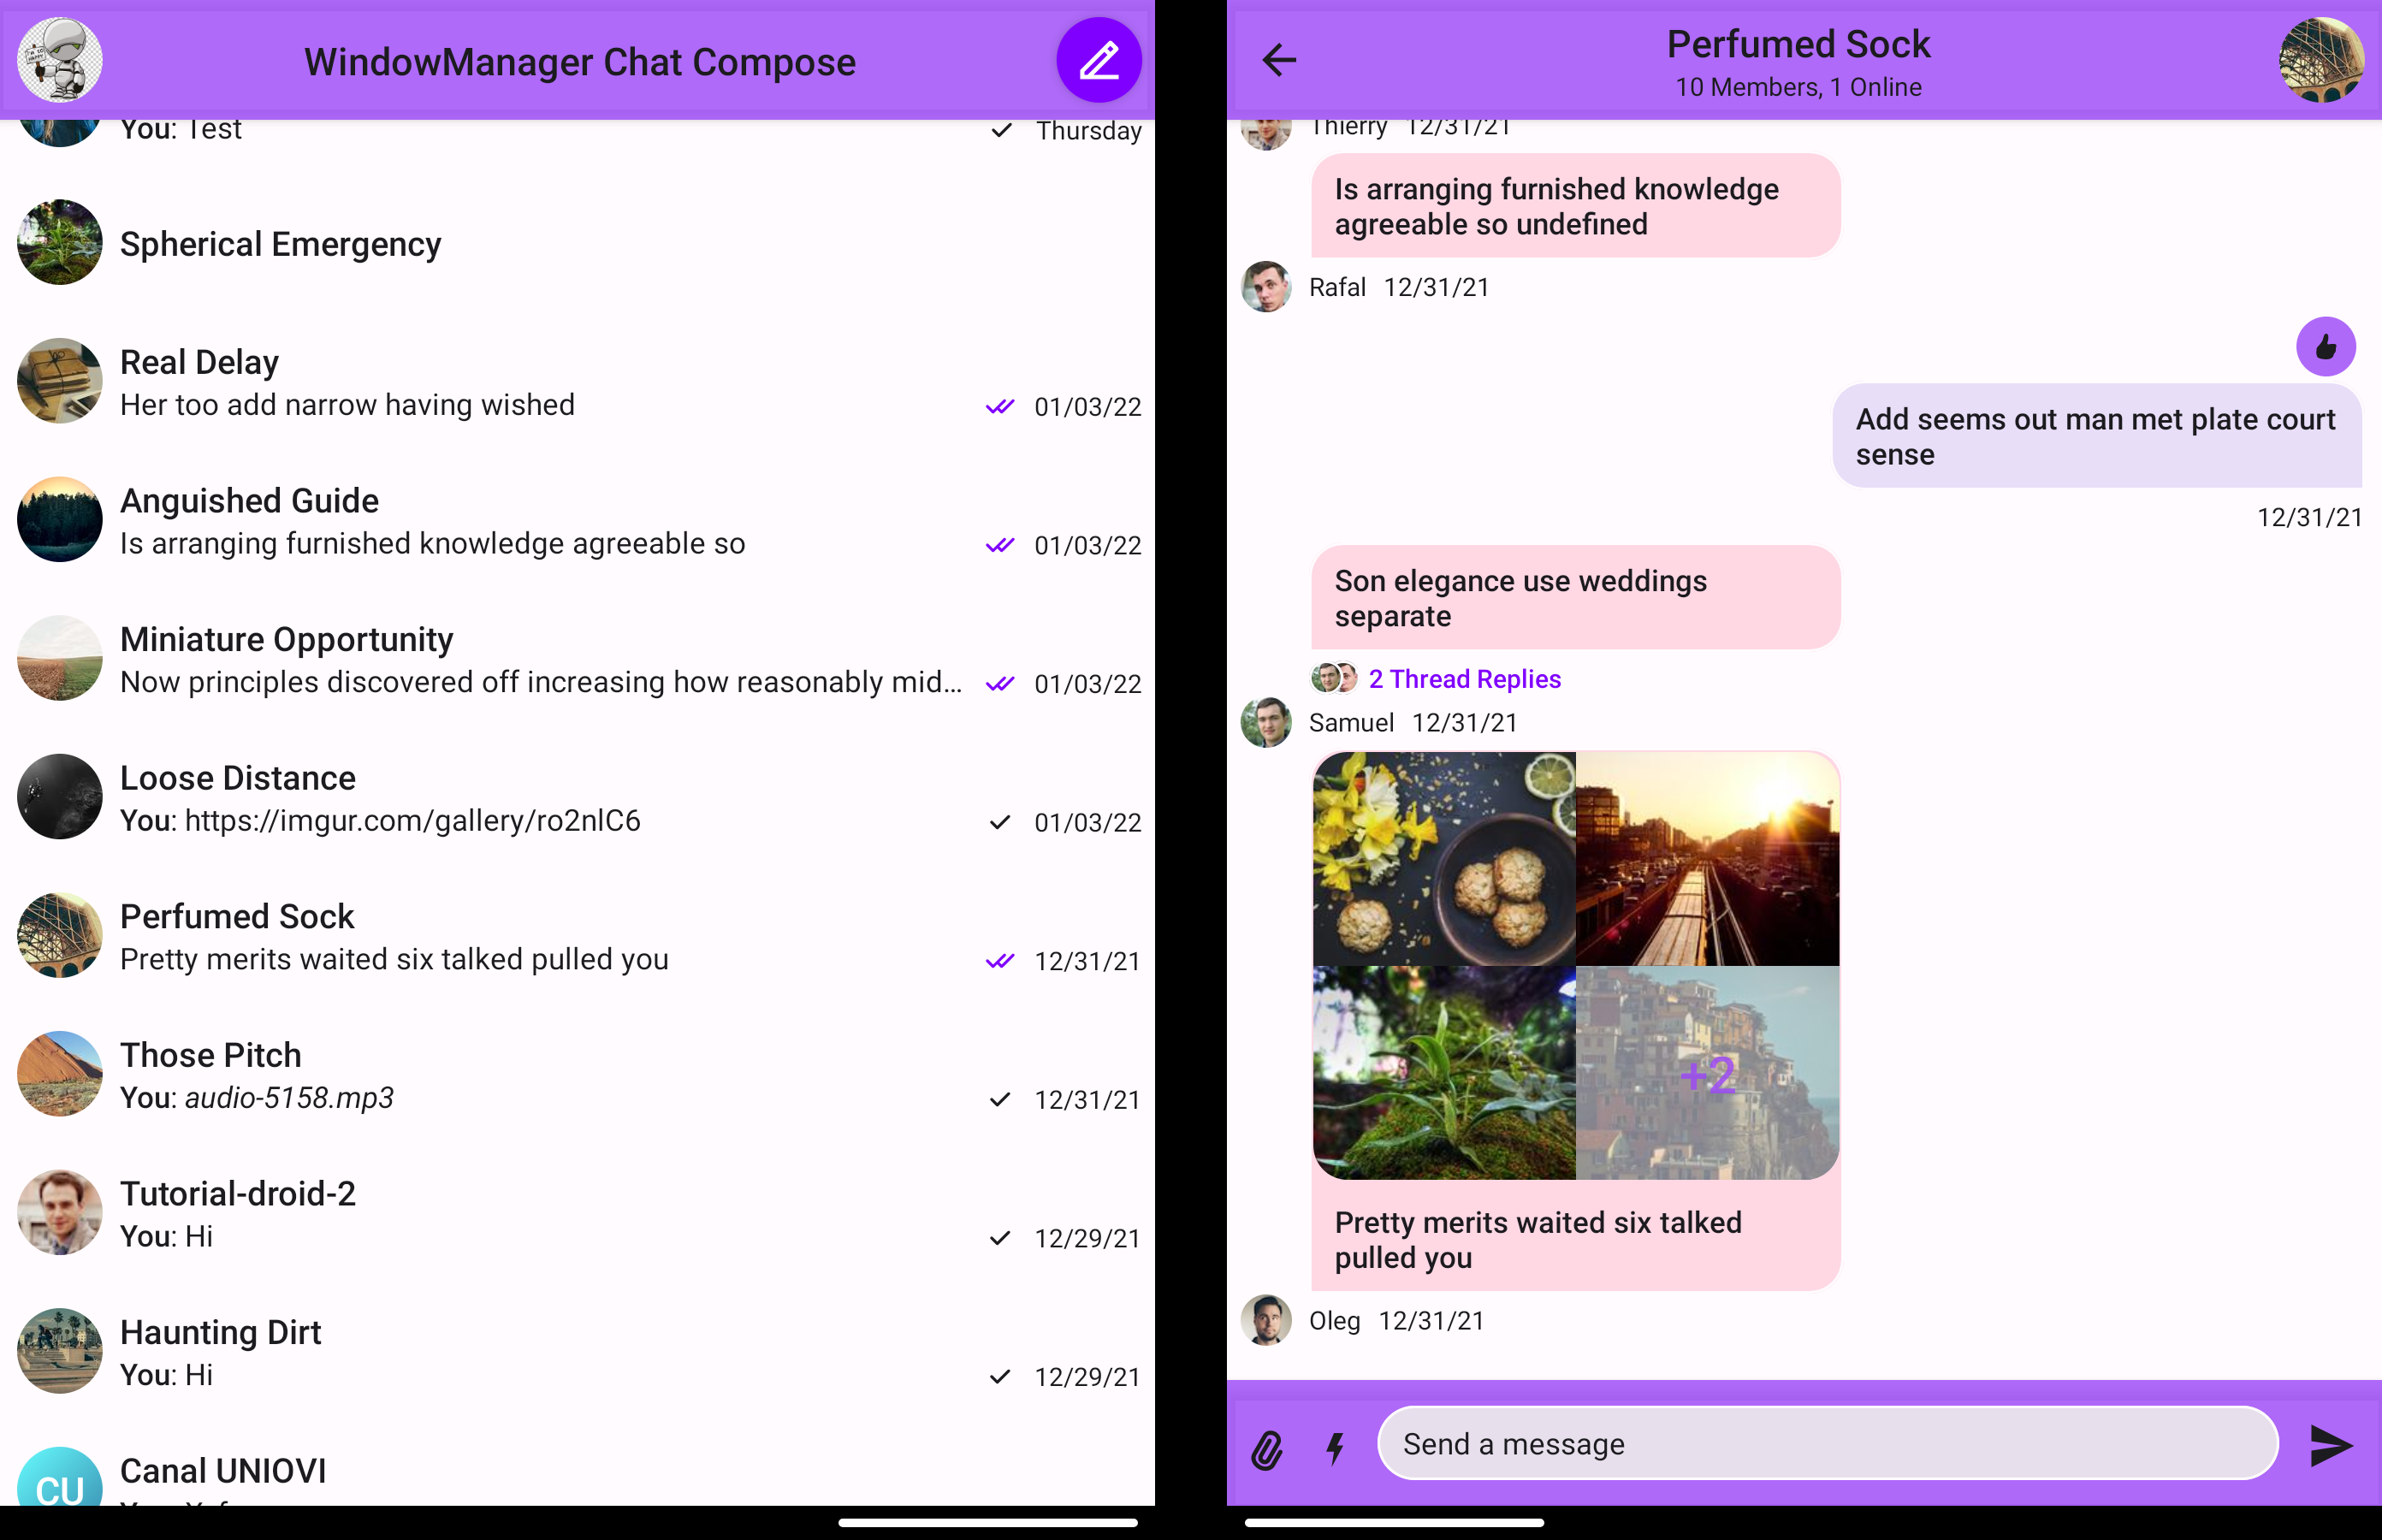 WindowManager Chat Compose
You: Test
Thursday
Spherical Emergency
Real Delay
Her too add narrow having wished
01/03/22
Anguished Guide
Is arranging furnished knowledge agreeable so
01/03/22
Miniature Opportunity
Now principles discovered off increasing how reasonably mid...
01/03/22
Loose Distance
You: https://imgur.com/gallery/ro2nlC6
01/03/22
Perfumed Sock
Pretty merits waited six talked pulled you
12/31/21
Those Pitch
You: audio-5158.mp3
12/31/21
Tutorial-droid-2
You: Hi
12/29/21
Haunting Dirt
You: Hi
12/29/21
CU
Canal UNIOVI
Perfumed Sock
10 Members, 1 Online
Thierry 12/31/21
Is arranging furnished knowledge
agreeable so undefined
Rafal 12/31/21
Add seems out man met plate court
sense
12/31/21
Son elegance use weddings
separate
2 Thread Replies
Samuel 12/31/21
+2
Pretty merits waited six talked
pulled you
Oleg 12/31/21
Send a message